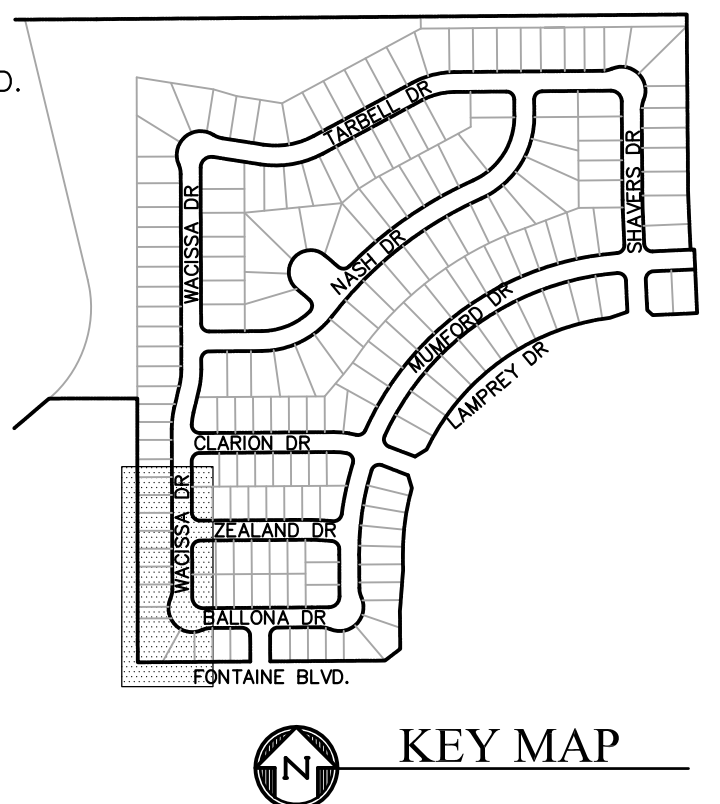 D.
TARBELL DR
SHAVERS DR
WACISSA DR
NASH DR
MUMFORD DR
LAMPREY DR
CLARION DR
WACISSA DR
ZEALAND DR
BALLONA DR
FONTAINE BLVD.
N
KEY MAP